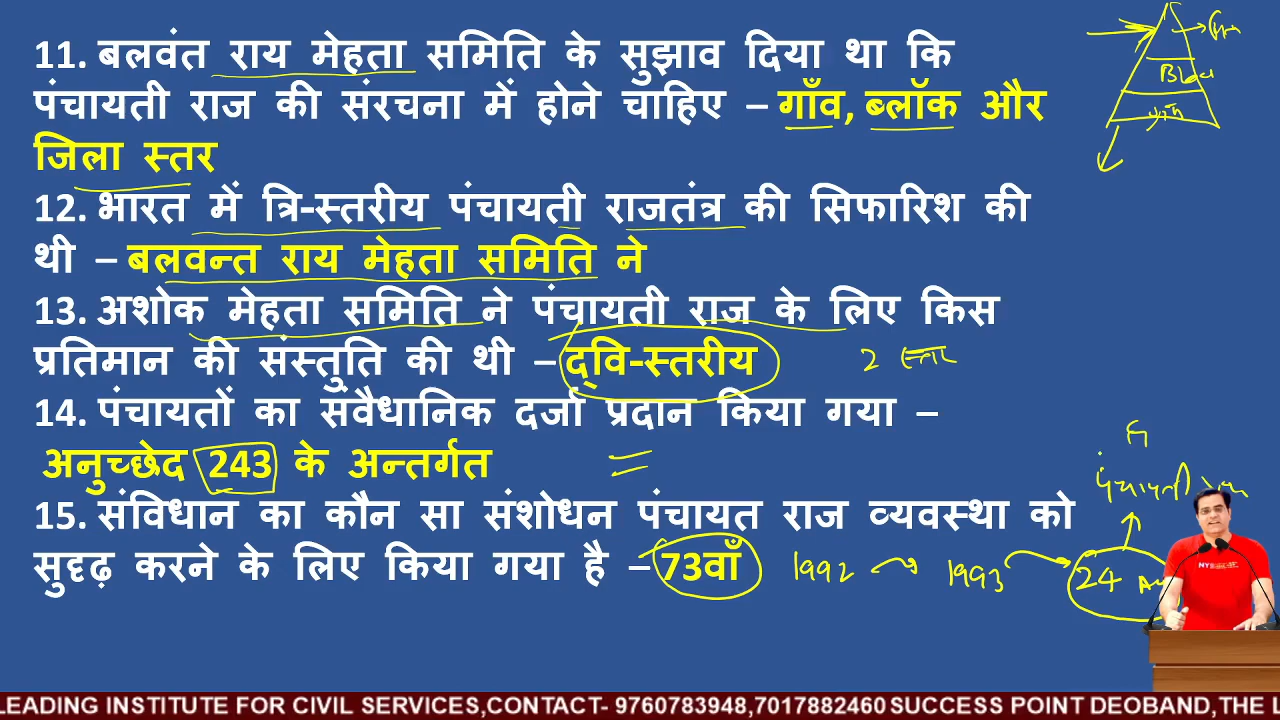 11. बलवंत राय मेहता समिति के सुझाव दिया था कि
पंचायती राज की संरचना में होने चाहिए – गाँव, ब्लॉक और
जिला स्तर
12. भारत में त्रि-स्तरीय पंचायती राजतंत्र की सिफारिश की
थी – बलवन्त राय मेहता समिति ने
13. अशोक मेहता समिति ने पंचायती राज के लिए किस
प्रतिमान की संस्तुति की थी – द्वि-स्तरीय
2 स्तर
14. पंचायतों का संवैधानिक दर्जा प्रदान किया गया –
अनुच्छेद 243 के अन्तर्गत
15. संविधान का कौन सा संशोधन पंचायत राज व्यवस्था को
सुदृढ़ करने के लिए किया गया है – 73वाँ
1992 1993 24
LEADING INSTITUTE FOR CIVIL SERVICES,CONTACT- 9760783948,7017882460 SUCCESS POINT DEOBAND,THE L